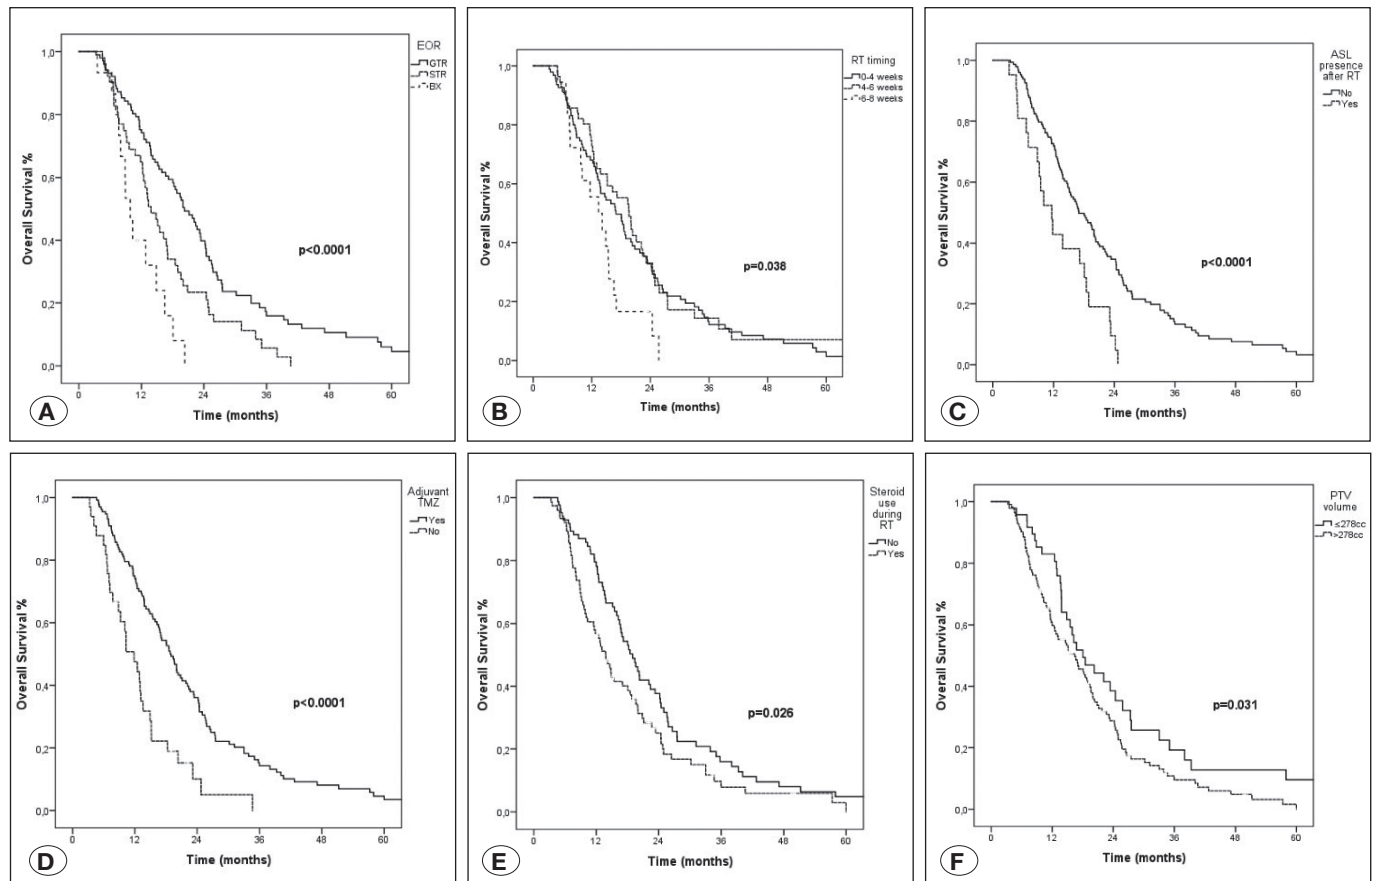 EOR
GTR
STR
BX
1,0
0,8
0,6
0,4
0,2
0,0
Overall Survival %
p<0.0001
0 12 24 36 48 60
Time (months)
A
RT timing
0-4 weeks
4-6 weeks
6-8 weeks
1,0
0,8
0,6
0,4
0,2
0,0
Overall Survival %
p=0.038
0 12 24 36 48 60
Time (months)
B
ASL
presence
after RT
No
Yes
1,0
0,8
0,6
0,4
0,2
0,0
Overall Survival %
p<0.0001
0 12 24 36 48 60
Time (months)
C
Adjuvant
TMZ
Yes
No
1,0
0,8
0,6
0,4
0,2
0,0
Overall Survival %
p<0.0001
0 12 24 36 48 60
Time (months)
D
Steroid
use
during
RT
No
Yes
1,0
0,8
0,6
0,4
0,2
0,0
Overall Survival %
p=0.026
0 12 24 36 48 60
Time (months)
E
PTV
volume
≤278cc
>278cc
1,0
0,8
0,6
0,4
0,2
0,0
Overall Survival %
p=0.031
0 12 24 36 48 60
Time (months)
F